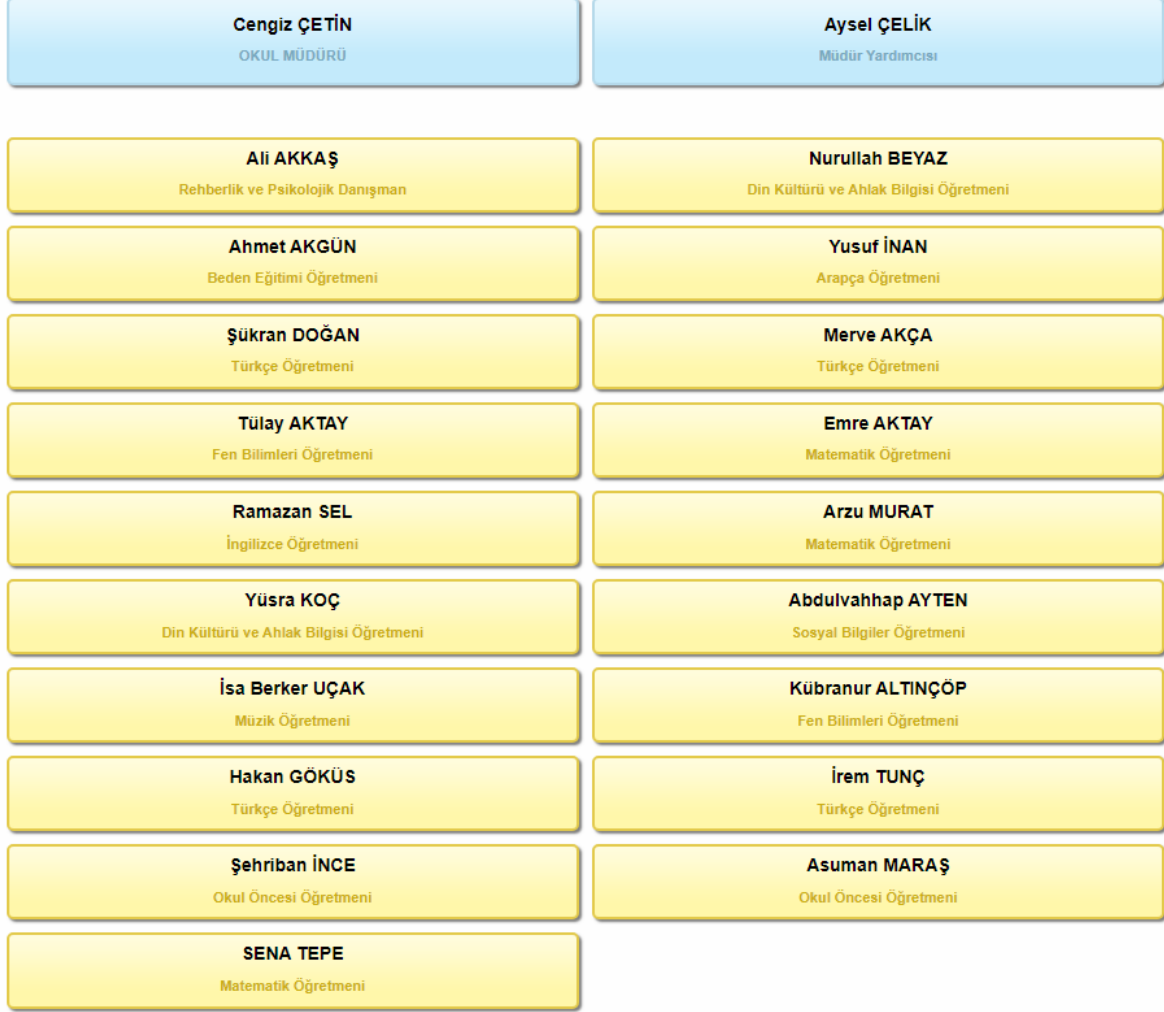 Cengiz ÇETİN
OKUL MÜDÜRÜ
Aysel ÇELİK
Müdür Yardımcısı
Ali AKKAŞ
Rehberlik ve Psikolojik Danışman
Nurullah BEYAZ
Din Kültürü ve Ahlak Bilgisi Öğretmeni
Ahmet AKGÜN
Beden Eğitimi Öğretmeni
Yusuf İNAN
Arapça Öğretmeni
Şükran DOĞAN
Türkçe Öğretmeni
Merve AKÇA
Türkçe Öğretmeni
Tülay AKTAY
Fen Bilimleri Öğretmeni
Emre AKTAY
Matematik Öğretmeni
Ramazan SEL
İngilizce Öğretmeni
Arzu MURAT
Matematik Öğretmeni
Yüsra KOÇ
Din Kültürü ve Ahlak Bilgisi Öğretmeni
Abdulvahhap AYTEN
Sosyal Bilgiler Öğretmeni
İsa Berker UÇAK
Müzik Öğretmeni
Kübranur ALTINÇÖP
Fen Bilimleri Öğretmeni
Hakan GÖKÜS
Türkçe Öğretmeni
İrem TUNÇ
Türkçe Öğretmeni
Şehriban İNCE
Okul Öncesi Öğretmeni
Asuman MARAŞ
Okul Öncesi Öğretmeni
SENA TEPE
Matematik Öğretmeni